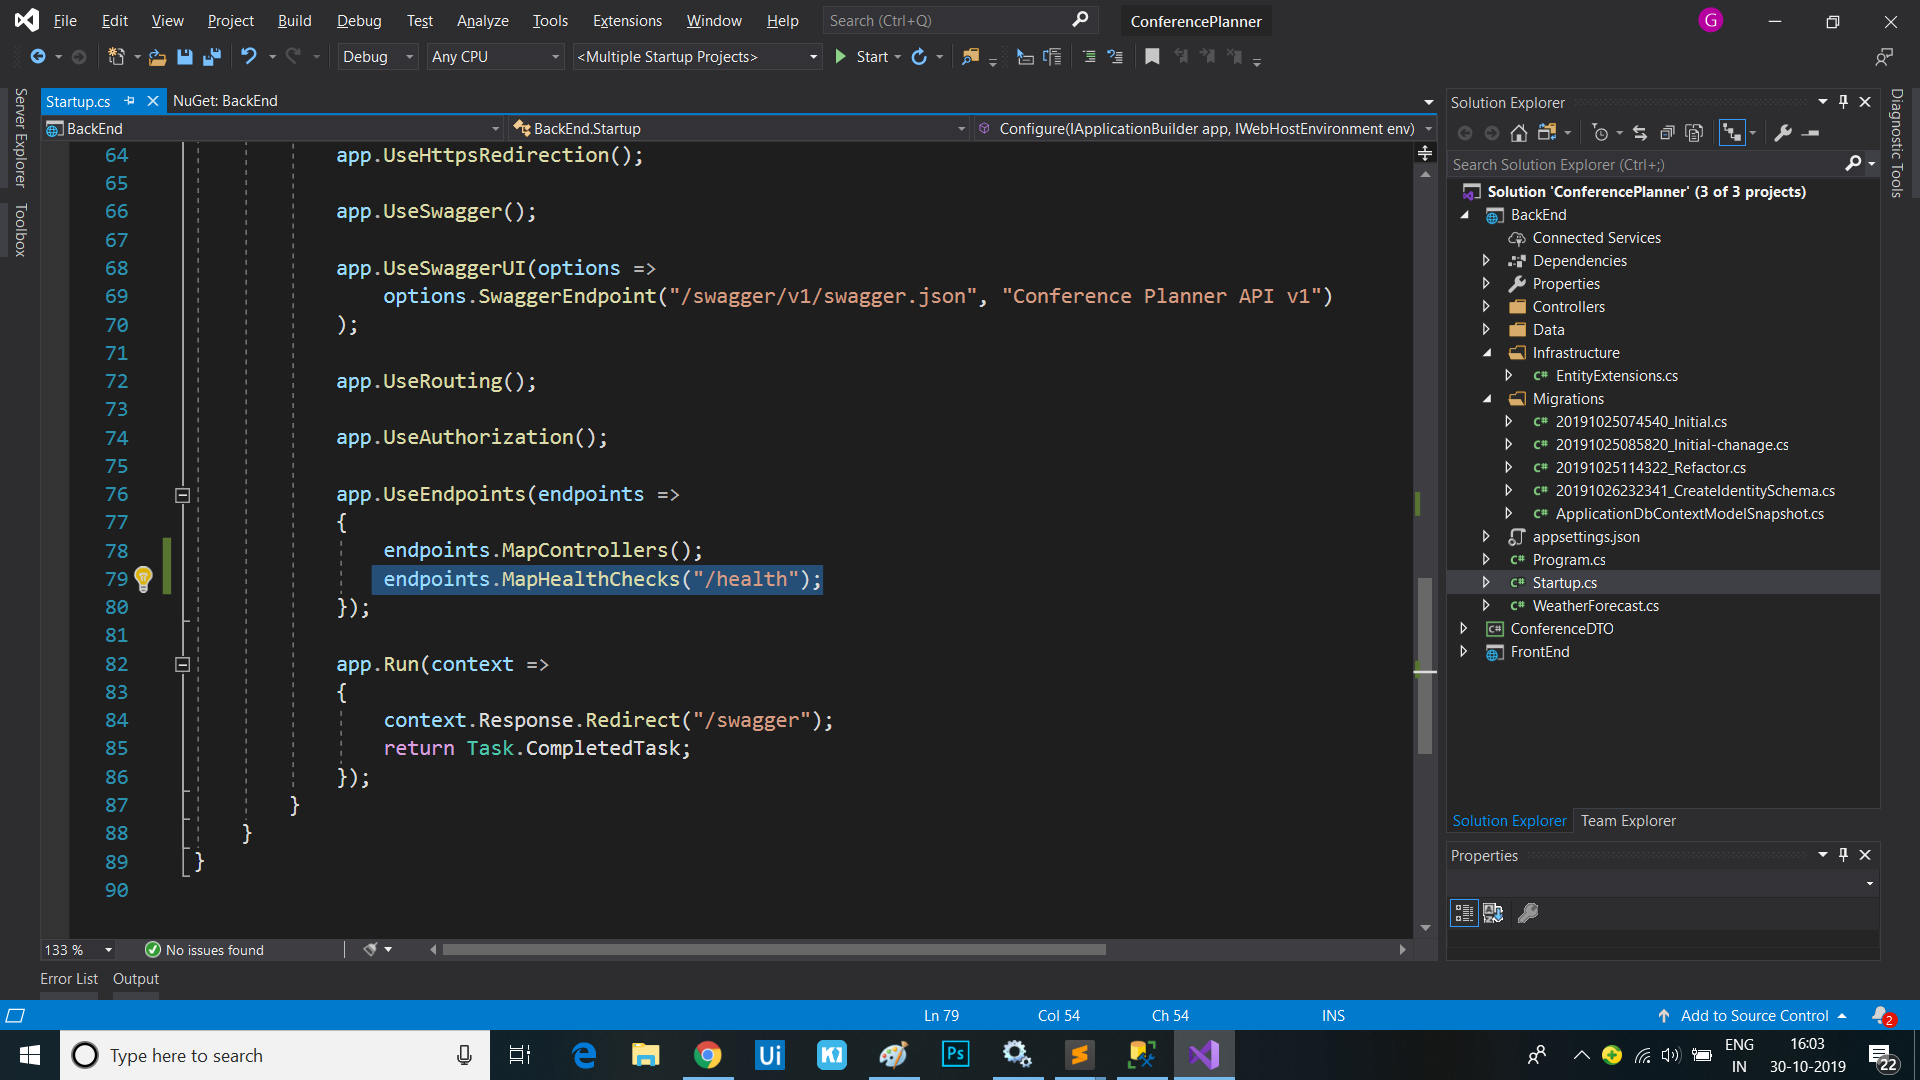 File Edit View Project Build Debug Test Analyze Tools Extensions Window Help Search (Ctrl+Q) ConferencePlanner G
Debug Any CPU <Multiple Startup Projects> Start
Server Explorer
Toolbox
Startup.cs NuGet: BackEnd
BackEnd BackEnd.Startup Configure(IApplicationBuilder app, IWebHostEnvironment env)
64 app.UseHttpsRedirection();
65
66 app.UseSwagger();
67
68 app.UseSwaggerUI(options =>
69 options.SwaggerEndpoint("/swagger/v1/swagger.json", "Conference Planner API v1")
70 );
71
72 app.UseRouting();
73
74 app.UseAuthorization();
75
76 app.UseEndpoints(endpoints =>
77 {
78 endpoints.MapControllers();
79 endpoints.MapHealthChecks("/health");
80 });
81
82 app.Run(context =>
83 {
84 context.Response.Redirect("/swagger");
85 return Task.CompletedTask;
86 });
87 }
88 }
89 }
90
133 % No issues found
Error List Output
Solution Explorer
Search Solution Explorer (Ctrl+;)
Solution 'ConferencePlanner' (3 of 3 projects)
BackEnd
Connected Services
Dependencies
Properties
Controllers
Data
Infrastructure
C# EntityExtensions.cs
Migrations
C# 20191025074540_Initial.cs
C# 20191025085820_Initial-chanage.cs
C# 20191025114322_Refactor.cs
C# 20191026232341_CreateIdentitySchema.cs
C# ApplicationDbContextModelSnapshot.cs
appsettings.json
C# Program.cs
C# Startup.cs
C# WeatherForecast.cs
C# ConferenceDTO
FrontEnd
Solution Explorer Team Explorer
Properties
Diagnostic Tools
Ln 79 Col 54 Ch 54 INS Add to Source Control 2
Type here to search Ui Ps ENG IN 16:03 30-10-2019 22